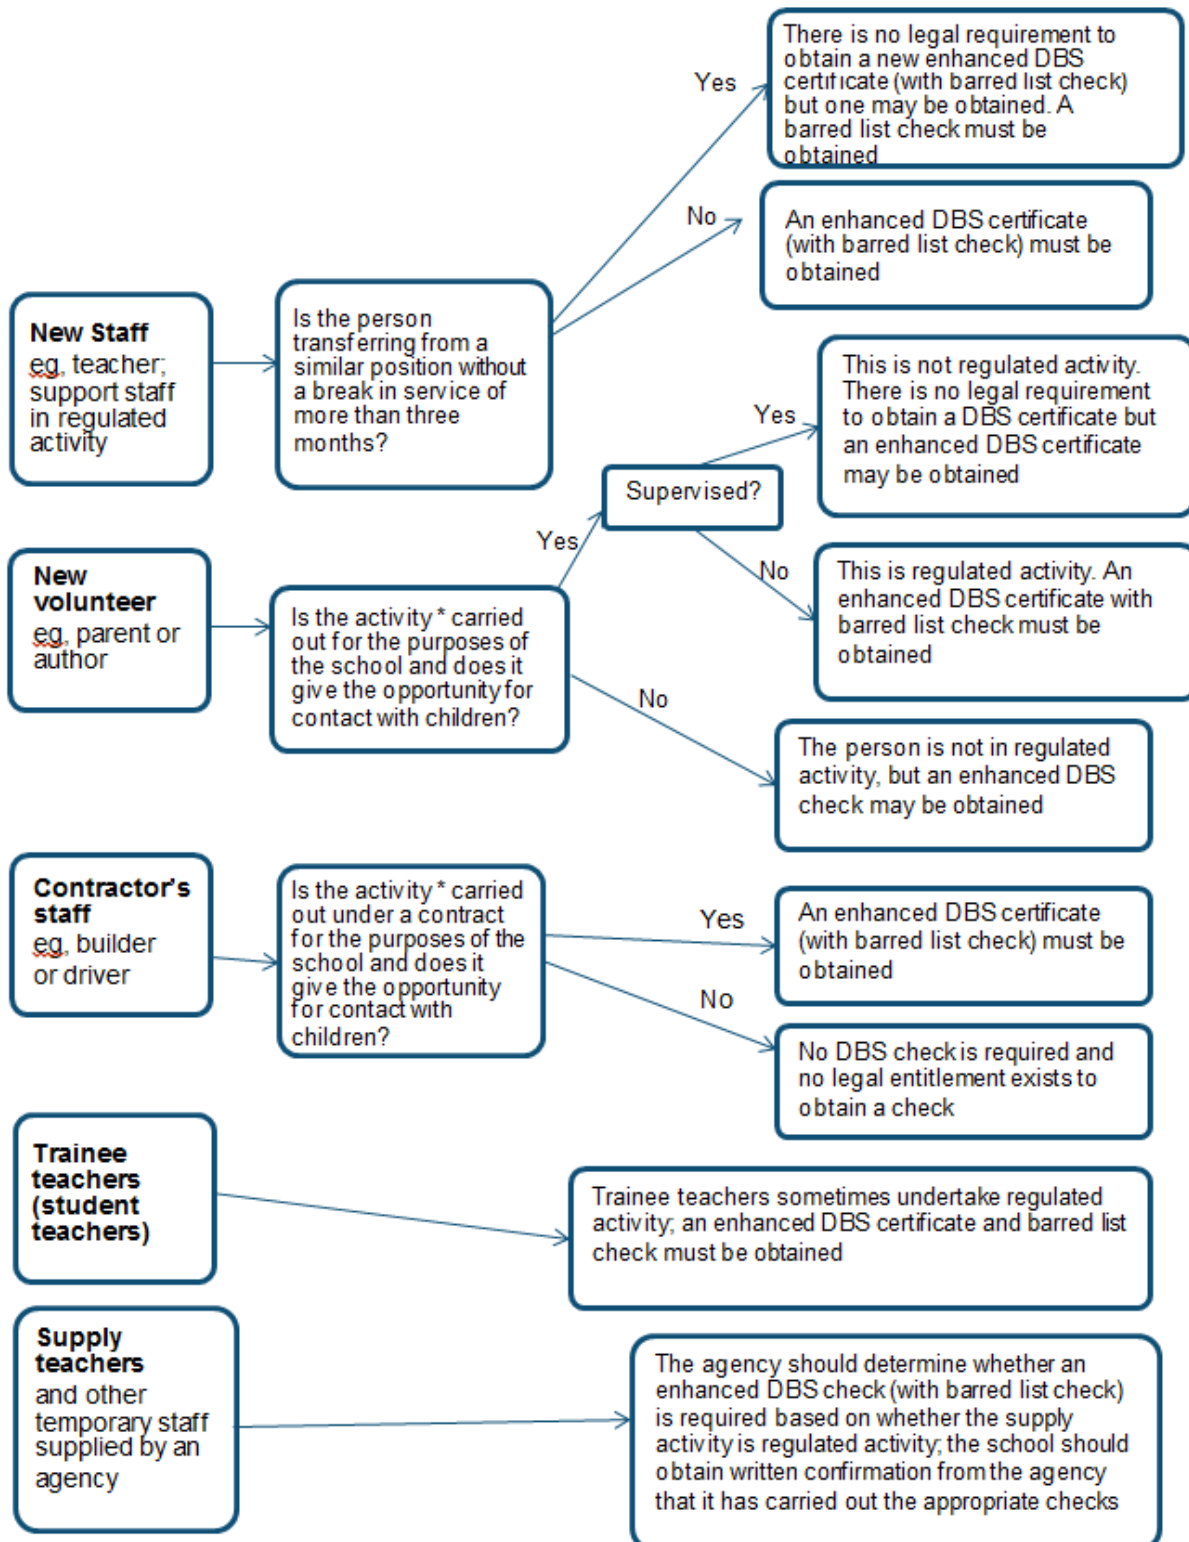 New Staff
eg, teacher;
support staff
in regulated
activity
Is the person
transferring from a
similar position without
a break in service of
more than three
months?
Yes
There is no legal requirement to
obtain a new enhanced DBS
certificate (with barred list check)
but one may be obtained. A
barred list check must be
obtained
No
An enhanced DBS certificate
(with barred list check) must be
obtained
New
volunteer
eg, parent or
author
Is the activity * carried
out for the purposes of
the school and does it
give the opportunity for
contact with children?
Yes
Supervised?
Yes
This is not regulated activity.
There is no legal requirement
to obtain a DBS certificate but
an enhanced DBS certificate
may be obtained
No
This is regulated activity. An
enhanced DBS certificate with
barred list check must be
obtained
No
The person is not in regulated
activity, but an enhanced DBS
check may be obtained
Contractor's
staff
eg, builder
or driver
Is the activity * carried
out under a contract
for the purposes of the
school and does it
give the opportunity
for contact with
children?
Yes
An enhanced DBS certificate
(with barred list check) must be
obtained
No
No DBS check is required and
no legal entitlement exists to
obtain a check
Trainee
teachers
(student
teachers)
Trainee teachers sometimes undertake regulated
activity; an enhanced DBS certificate and barred list
check must be obtained
Supply
teachers
and other
temporary staff
supplied by an
agency
The agency should determine whether an
enhanced DBS check (with barred list check)
is required based on whether the supply
activity is regulated activity; the school should
obtain written confirmation from the agency
that it has carried out the appropriate checks